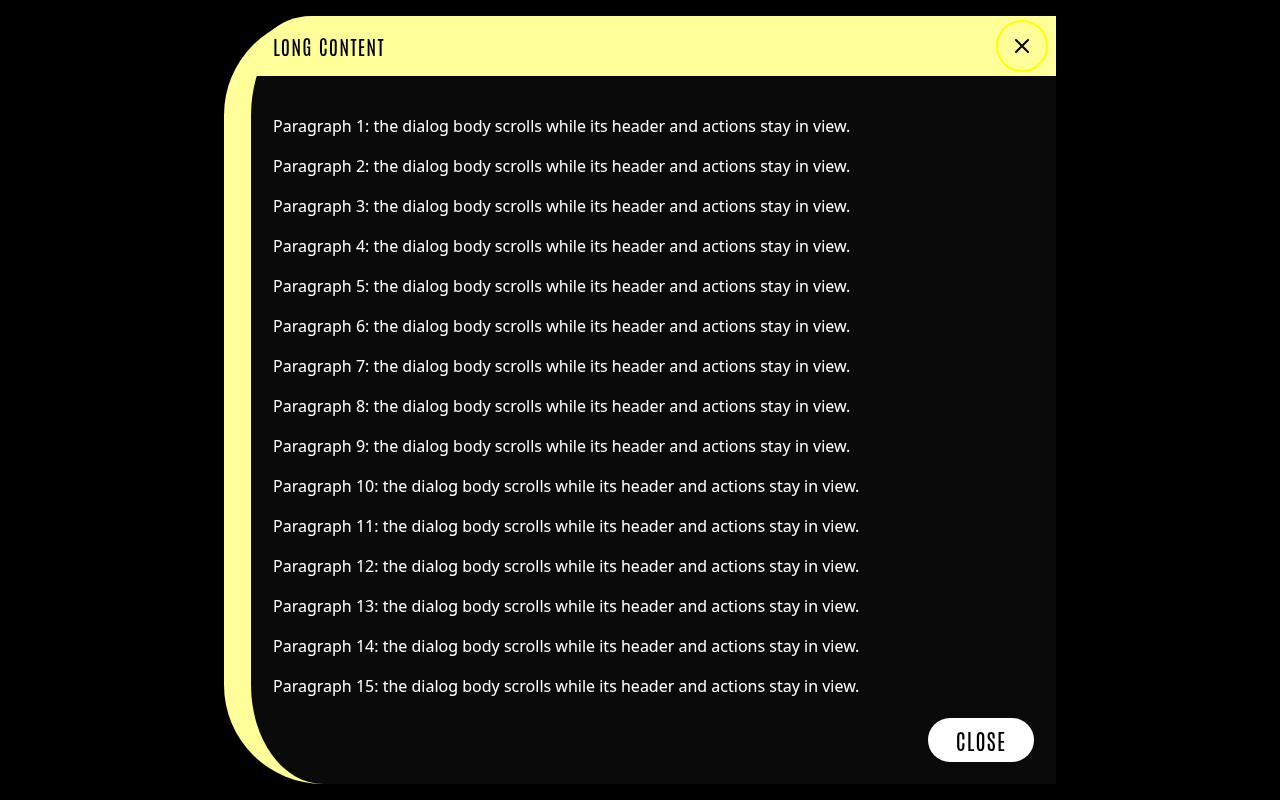 LONG CONTENT
Paragraph 1: the dialog body scrolls while its header and actions stay in view.
Paragraph 2: the dialog body scrolls while its header and actions stay in view.
Paragraph 3: the dialog body scrolls while its header and actions stay in view.
Paragraph 4: the dialog body scrolls while its header and actions stay in view.
Paragraph 5: the dialog body scrolls while its header and actions stay in view.
Paragraph 6: the dialog body scrolls while its header and actions stay in view.
Paragraph 7: the dialog body scrolls while its header and actions stay in view.
Paragraph 8: the dialog body scrolls while its header and actions stay in view.
Paragraph 9: the dialog body scrolls while its header and actions stay in view.
Paragraph 10: the dialog body scrolls while its header and actions stay in view.
Paragraph 11: the dialog body scrolls while its header and actions stay in view.
Paragraph 12: the dialog body scrolls while its header and actions stay in view.
Paragraph 13: the dialog body scrolls while its header and actions stay in view.
Paragraph 14: the dialog body scrolls while its header and actions stay in view.
Paragraph 15: the dialog body scrolls while its header and actions stay in view.
CLOSE